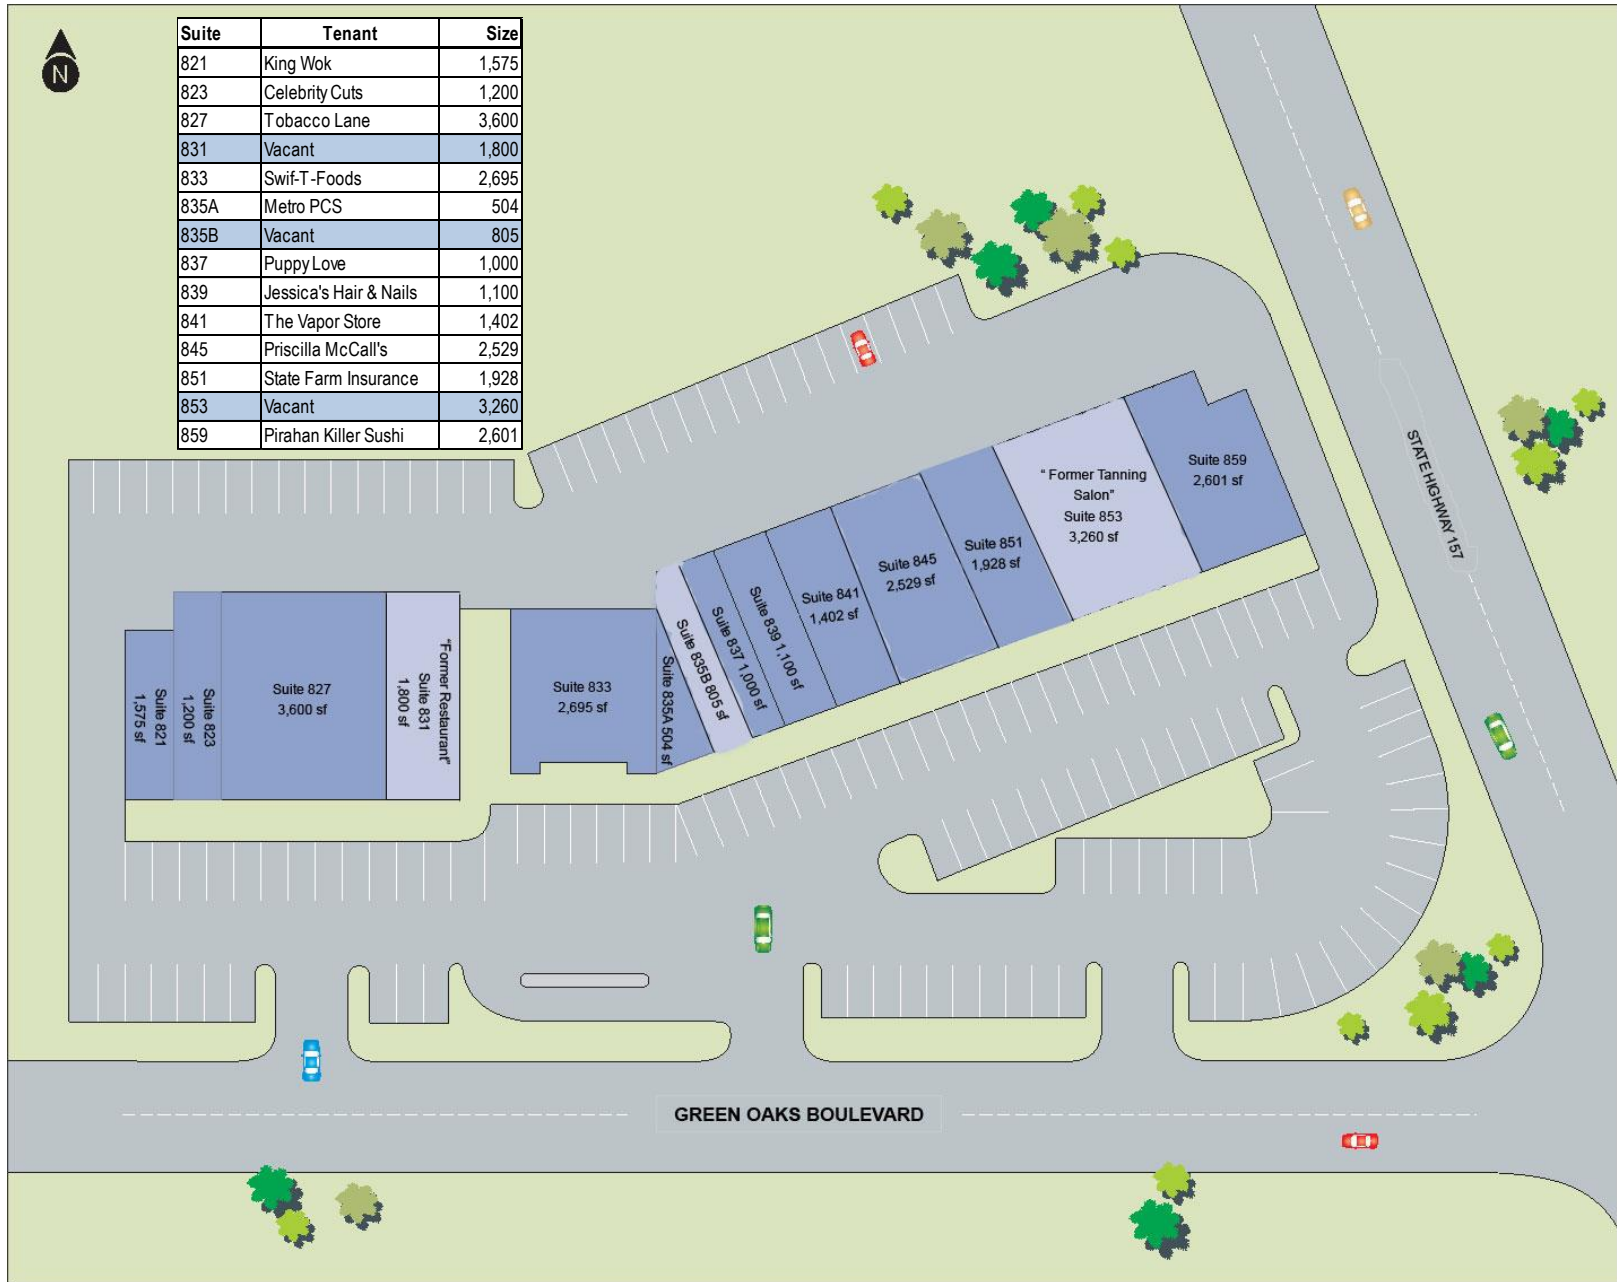 N
Suite Tenant Size
821 King Wok 1,575
823 Celebrity Cuts 1,200
827 Tobacco Lane 3,600
831 Vacant 1,800
833 Swif-T-Foods 2,695
835A Metro PCS 504
835B Vacant 805
837 Puppy Love 1,000
839 Jessica's Hair & Nails 1,100
841 The Vapor Store 1,402
845 Priscilla McCall's 2,529
851 State Farm Insurance 1,928
853 Vacant 3,260
859 Pirahan Killer Sushi 2,601
STATE HIGHWAY 157
Suite 821
1,575 sf
Suite 823
1,200 sf
Suite 827
3,600 sf
"Former Restaurant"
Suite 831
1,800 sf
Suite 833
2,695 sf
Suite 835A 504 sf
Suite 835B 805 sf
Suite 837 1,000 sf
Suite 839 1,100 sf
Suite 841
1,402 sf
Suite 845
2,529 sf
Suite 851
1,928 sf
" Former Tanning
Salon"
Suite 853
3,260 sf
Suite 859
2,601 sf
GREEN OAKS BOULEVARD